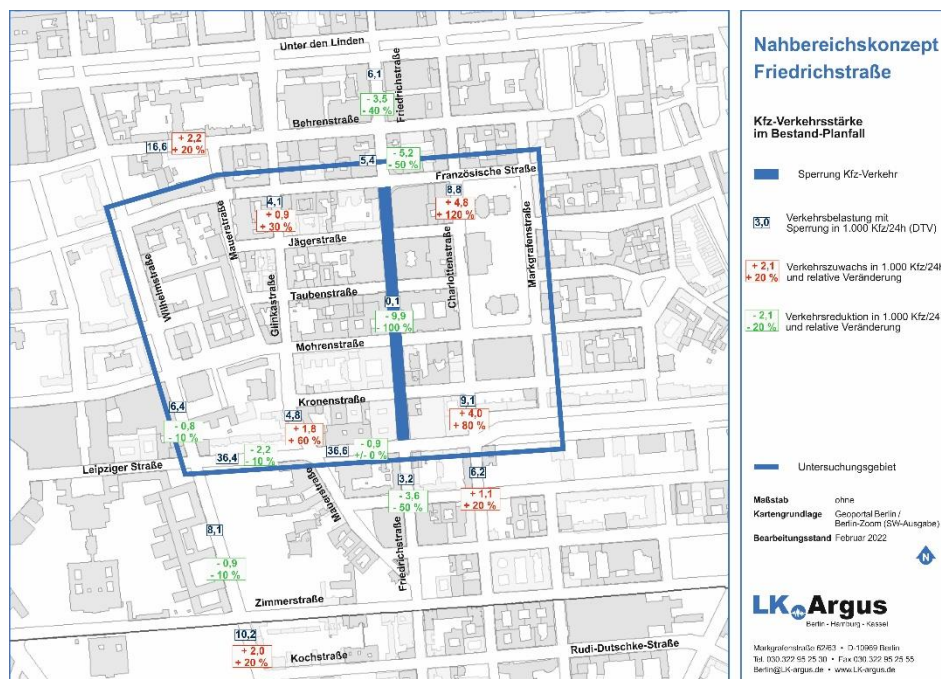 Unter den Linden
6,1
- 3,5
- 40 %
Friedrichstraße
Behrenstraße
16,6
+ 2,2
+ 20 %
5,4
- 5,2
- 50 %
Französische Straße
4,1
+ 0,9
+ 30 %
8,8
+ 4,8
+ 120 %
Mauerstraße
Jägerstraße
Wilhelmstraße
Glinkastraße
Taubenstraße
Charlottenstraße
Markgrafenstraße
0,1
- 9,9
- 100 %
Mohrenstraße
Kronenstraße
6,4
- 0,8
- 10 %
4,8
+ 1,8
+ 60 %
9,1
+ 4,0
+ 80 %
Leipziger Straße
36,4
- 2,2
- 10 %
36,6
- 0,9
+/- 0 %
Mauerstraße
3,2
- 3,6
- 50 %
Friedrichstraße
6,2
+ 1,1
+ 20 %
8,1
- 0,9
- 10 %
Zimmerstraße
10,2
+ 2,0
+ 20 %
Kochstraße
Rudi-Dutschke-Straße
Nahbereichskonzept
Friedrichstraße
Kfz-Verkehrsstärke
im Bestand-Planfall
Sperrung Kfz-Verkehr
3,0
Verkehrsbelastung mit
Sperrung in 1.000 Kfz/24h (DTV)
+ 2,1
+ 20 %
Verkehrszuwachs in 1.000 Kfz/24h
und relative Veränderung
- 2,1
- 20 %
Verkehrsreduktion in 1.000 Kfz/24
und relative Veränderung
Untersuchungsgebiet
Maßstab ohne
Kartengrundlage Geoportal Berlin /
Berlin-Zoom (SW-Ausgabe)
Bearbeitungsstand Februar 2022
N
LK Argus
Berlin - Hamburg - Kassel
Markgrafenstraße 62/63 • D-10969 Berlin
Tel. 030.322 95 25 30 • Fax 030.322 95 25 55
Berlin@LK-argus.de • www.LK-argus.de